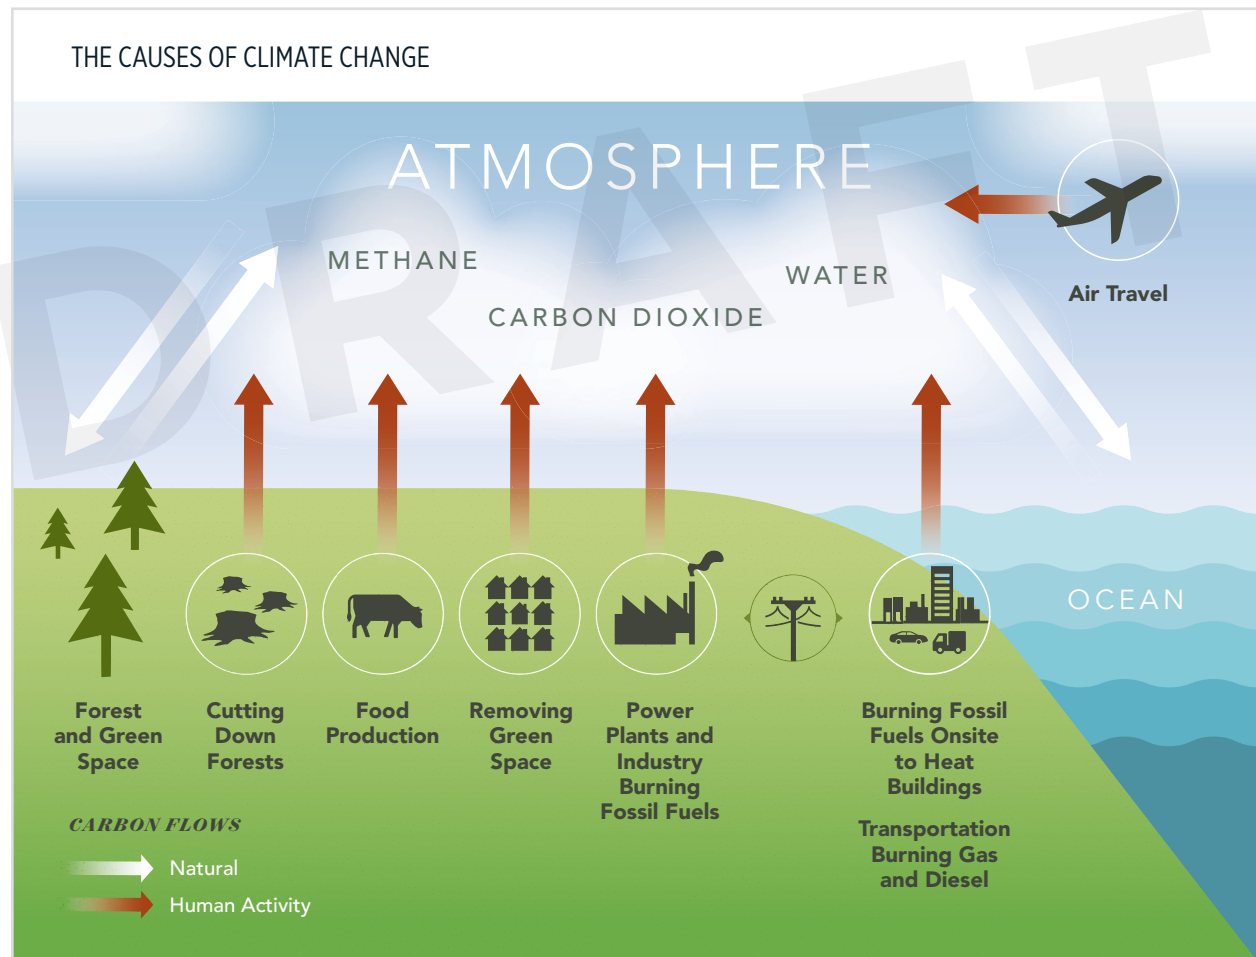 THE CAUSES OF CLIMATE CHANGE
DRAFT
ATMOSPHERE
METHANE
CARBON DIOXIDE
WATER
Air Travel
OCEAN
Forest
and Green
Space
Cutting
Down
Forests
Food
Production
Removing
Green
Space
Power
Plants and
Industry
Burning
Fossil Fuels
Burning Fossil
Fuels Onsite
to Heat
Buildings
Transportation
Burning Gas
and Diesel
CARBON FLOWS
Natural
Human Activity